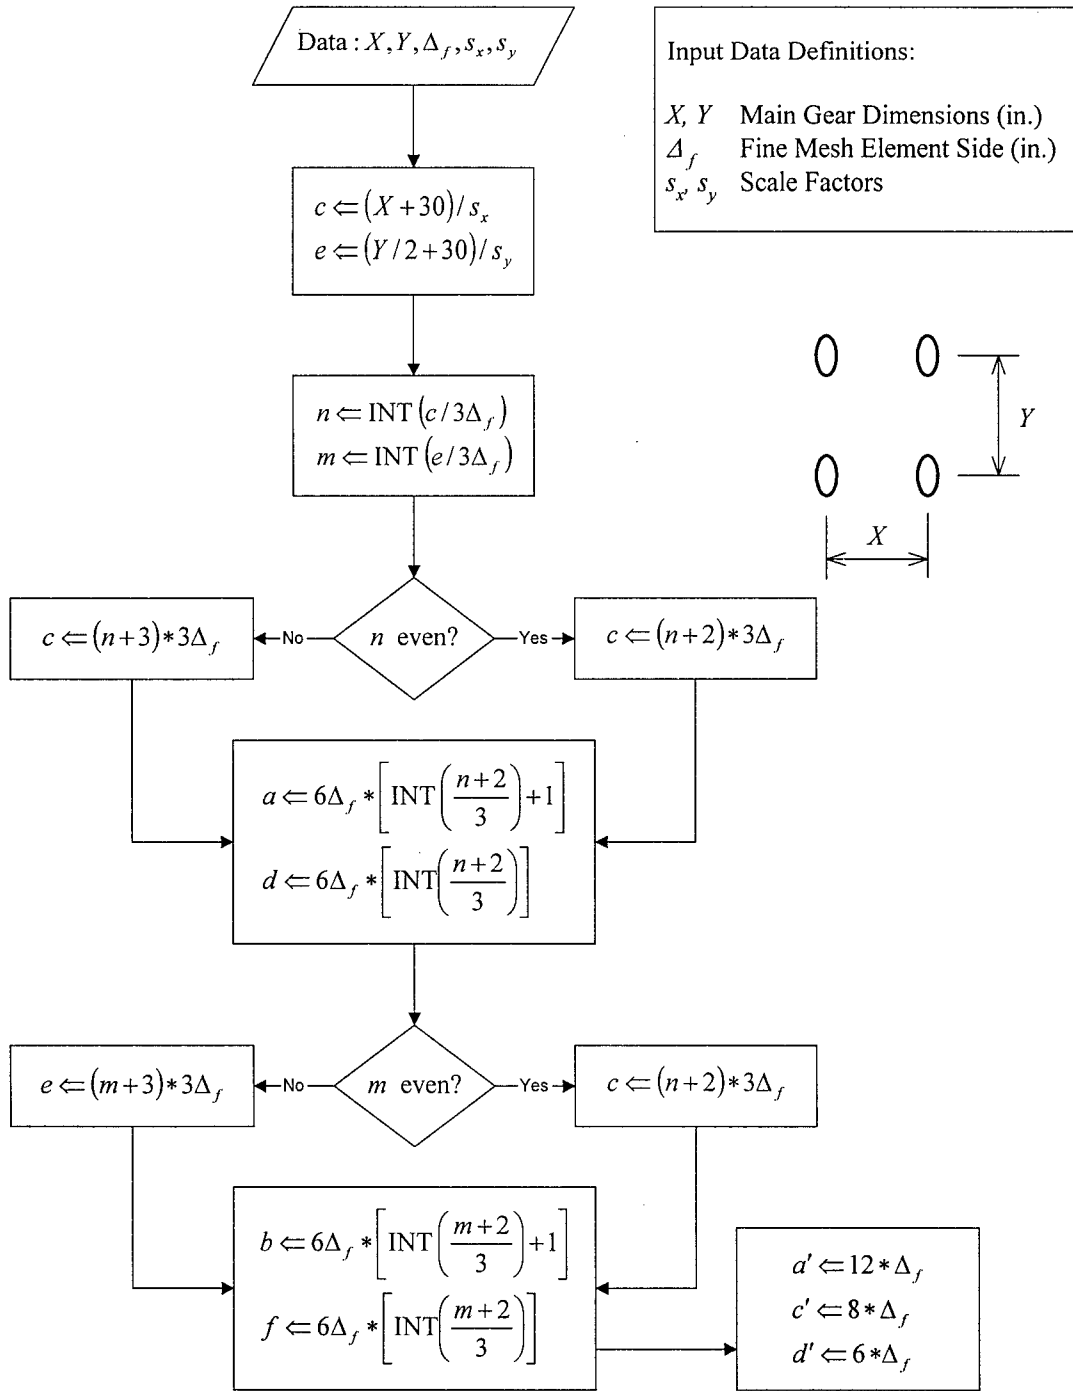 Data : X, Y, Δ_f, s_x, s_y
Input Data Definitions:
X, Y Main Gear Dimensions (in.)
Δ_f Fine Mesh Element Side (in.)
s_x, s_y Scale Factors
c ⇐ (X + 30) / s_x
e ⇐ (Y / 2 + 30) / s_y
n ⇐ INT (c / 3Δ_f)
m ⇐ INT (e / 3Δ_f)
Y
X
c ⇐ (n + 3) * 3Δ_f
No
n even?
Yes
c ⇐ (n + 2) * 3Δ_f
a ⇐ 6Δ_f * [INT((n + 2)/3) + 1]
d ⇐ 6Δ_f * [INT((n + 2)/3)]
e ⇐ (m + 3) * 3Δ_f
No
m even?
Yes
c ⇐ (n + 2) * 3Δ_f
b ⇐ 6Δ_f * [INT((m + 2)/3) + 1]
f ⇐ 6Δ_f * [INT((m + 2)/3)]
a' ⇐ 12 * Δ_f
c' ⇐ 8 * Δ_f
d' ⇐ 6 * Δ_f